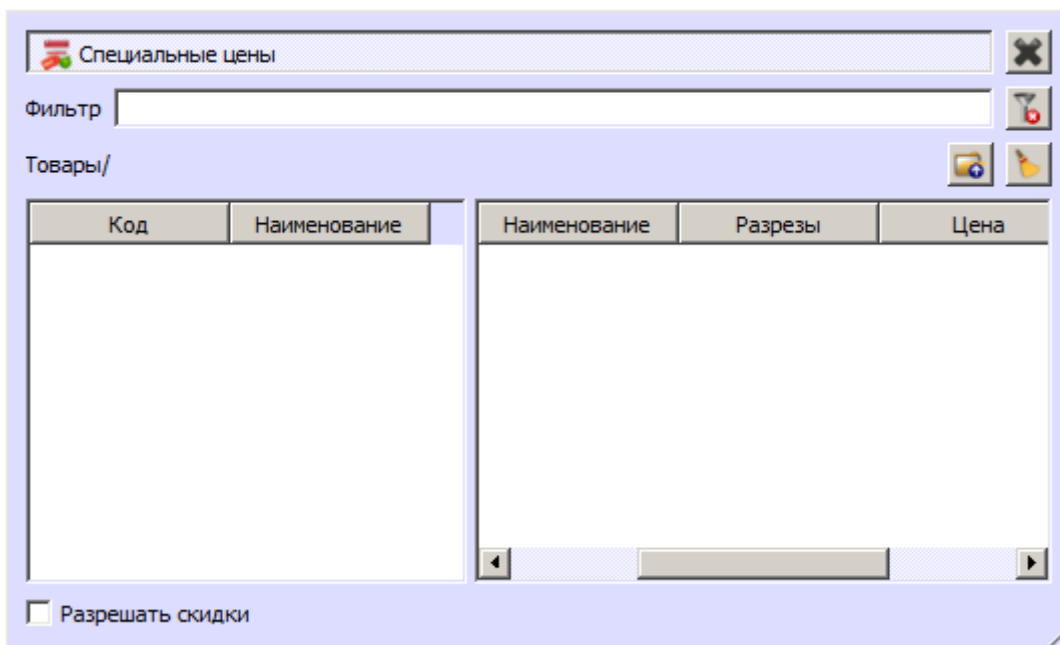 Специальные цены
Фильтр
Товары/
Код Наименование Наименование Разрезы Цена
Разрешать скидки